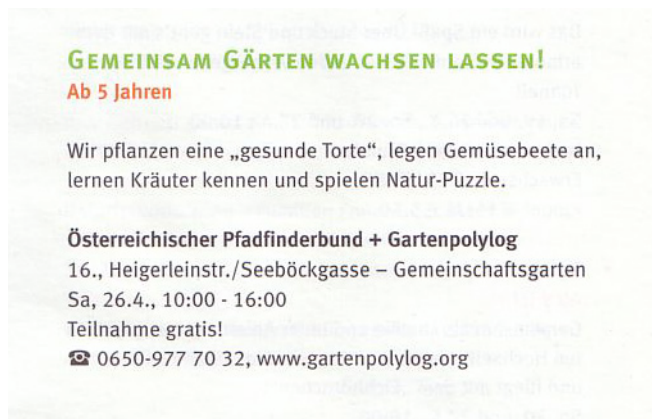 GEMEINSAM GÄRTEN WACHSEN LASSEN!
Ab 5 Jahren
Wir pflanzen eine „gesunde Torte“, legen Gemüsebeete an,
lernen Kräuter kennen und spielen Natur-Puzzle.
Österreichischer Pfadfinderbund + Gartenpolylog
16., Heigerleinstr./Seeböckgasse – Gemeinschaftsgarten
Sa, 26.4., 10:00 - 16:00
Teilnahme gratis!
☎ 0650-977 70 32, www.gartenpolylog.org